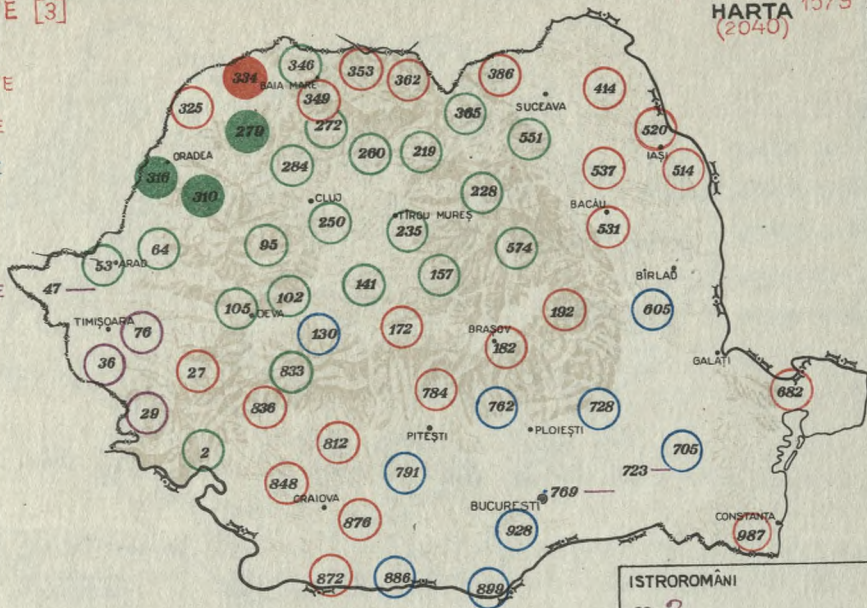 E [3]
HARTA 1579
(2040)
E
E
E
334
346
353
362
386
BAIA MARE
349
325
SUCEAVA
414
365
520
279
272
551
IAȘI
ORADEA
284
260
219
537
514
316
310
228
CLUJ
TÎRGU MUREȘ
BACĂU
250
235
531
95
64
574
53
ARAD
157
BÎRLAD
47
141
102
105
DEVA
192
605
TIMIȘOARA
76
130
172
BRAȘOV
182
36
GALAȚI
27
833
784
682
836
762
728
29
PITEȘTI
PLOIEȘTI
812
2
705
791
723
848
769
CRAIOVA
BUCUREȘTI
876
928
CONSTANȚA
987
872
886
899
ISTROROMÂNI